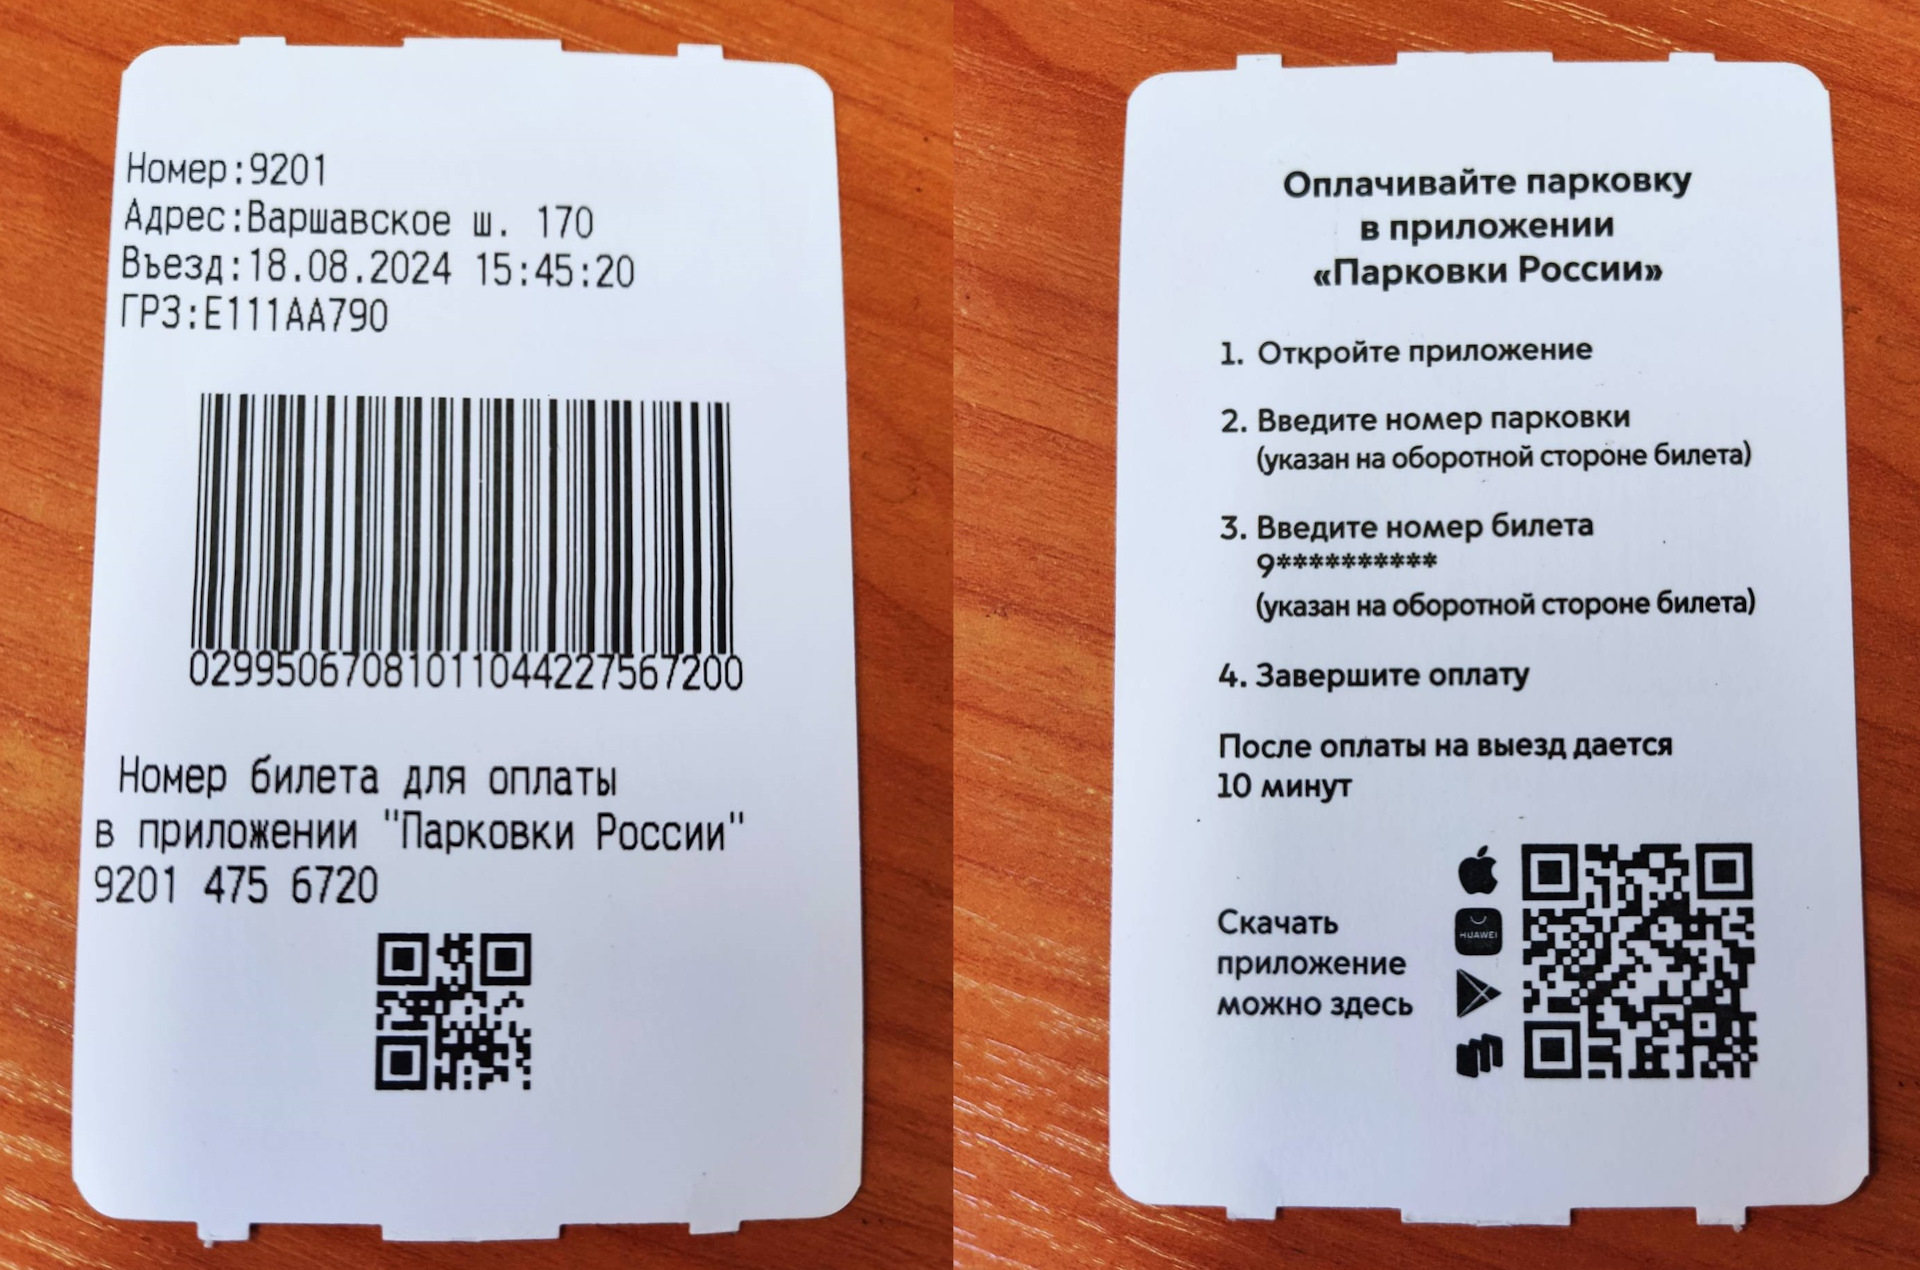 Номер:9201
Адрес:Варшавское ш. 170
Въезд:18.08.2024 15:45:20
ГРЗ:Е111АА790
02995067081011044227567200
Номер билета для оплаты
в приложении "Парковки России"
9201 475 6720
Оплачивайте парковку
в приложении
«Парковки России»
1. Откройте приложение
2. Введите номер парковки
(указан на оборотной стороне билета)
3. Введите номер билета
9**********
(указан на оборотной стороне билета)
4. Завершите оплату
После оплаты на выезд дается
10 минут
Скачать
приложение
можно здесь
HUAWEI